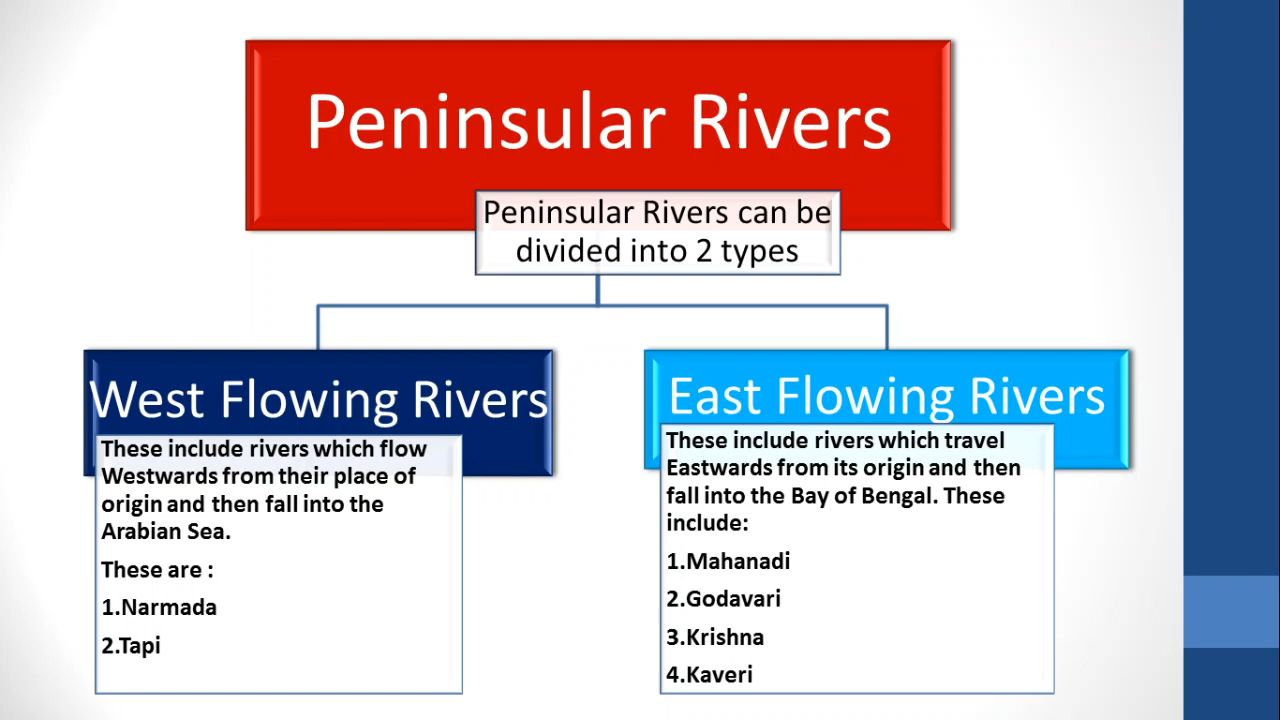 Peninsular Rivers
Peninsular Rivers can be
divided into 2 types
West Flowing Rivers
These include rivers which flow
Westwards from their place of
origin and then fall into the
Arabian Sea.
These are :
1.Narmada
2.Tapi
East Flowing Rivers
These include rivers which travel
Eastwards from its origin and then
fall into the Bay of Bengal. These
include:
1.Mahanadi
2.Godavari
3.Krishna
4.Kaveri